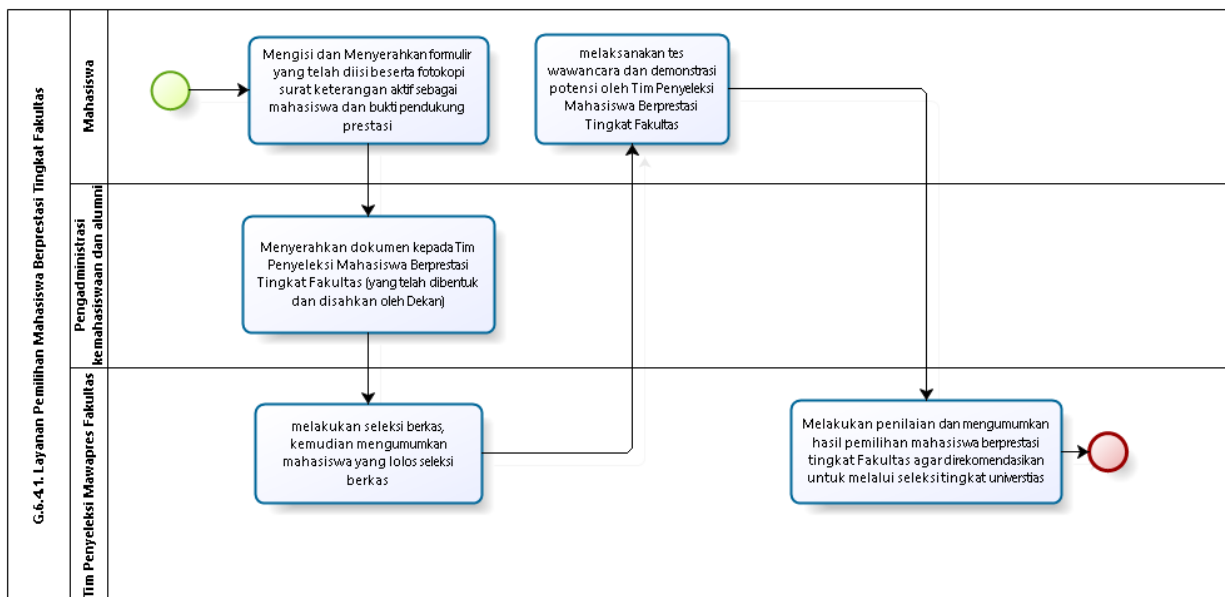 G.6.4.1. Layanan Pemilihan Mahasiswa Berprestasi Tingkat Fakultas
Mahasiswa
Mengisi dan Menyerahkan formulir
yang telah diisi beserta fotokopi
surat keterangan aktif sebagai
mahasiswa dan bukti pendukung
prestasi
melaksanakan tes
wawancara dan demonstrasi
potensi oleh Tim Penyeleksi
Mahasiswa Berprestasi
Tingkat Fakultas
Pengadministrasi
kemahasiswaan dan alumni
Menyerahkan dokumen kepada Tim
Penyeleksi Mahasiswa Berprestasi
Tingkat Fakultas (yang telah dibentuk
dan disahkan oleh Dekan)
Tim Penyeleksi Mawapres Fakultas
melakukan seleksi berkas,
kemudian mengumumkan
mahasiswa yang lolos seleksi
berkas
Melakukan penilaian dan mengumumkan
hasil pemilihan mahasiswa berprestasi
tingkat Fakultas agar direkomendasikan
untuk melalui seleksi tingkat universtias